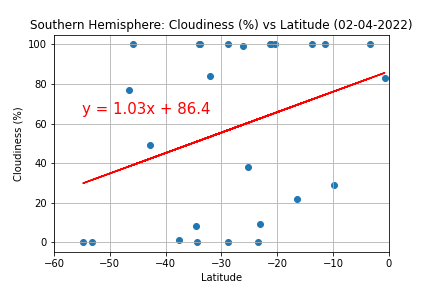 Southern Hemisphere: Cloudiness (%) vs Latitude (02-04-2022)
100
80
60
40
20
0
Cloudiness (%)
y = 1.03x + 86.4
−60 −50 −40 −30 −20 −10 0
Latitude